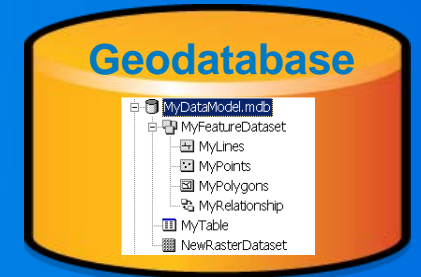 Geodatabase
MyDataModel.mdb
MyFeatureDataset
MyLines
MyPoints
MyPolygons
MyRelationship
MyTable
NewRasterDataset